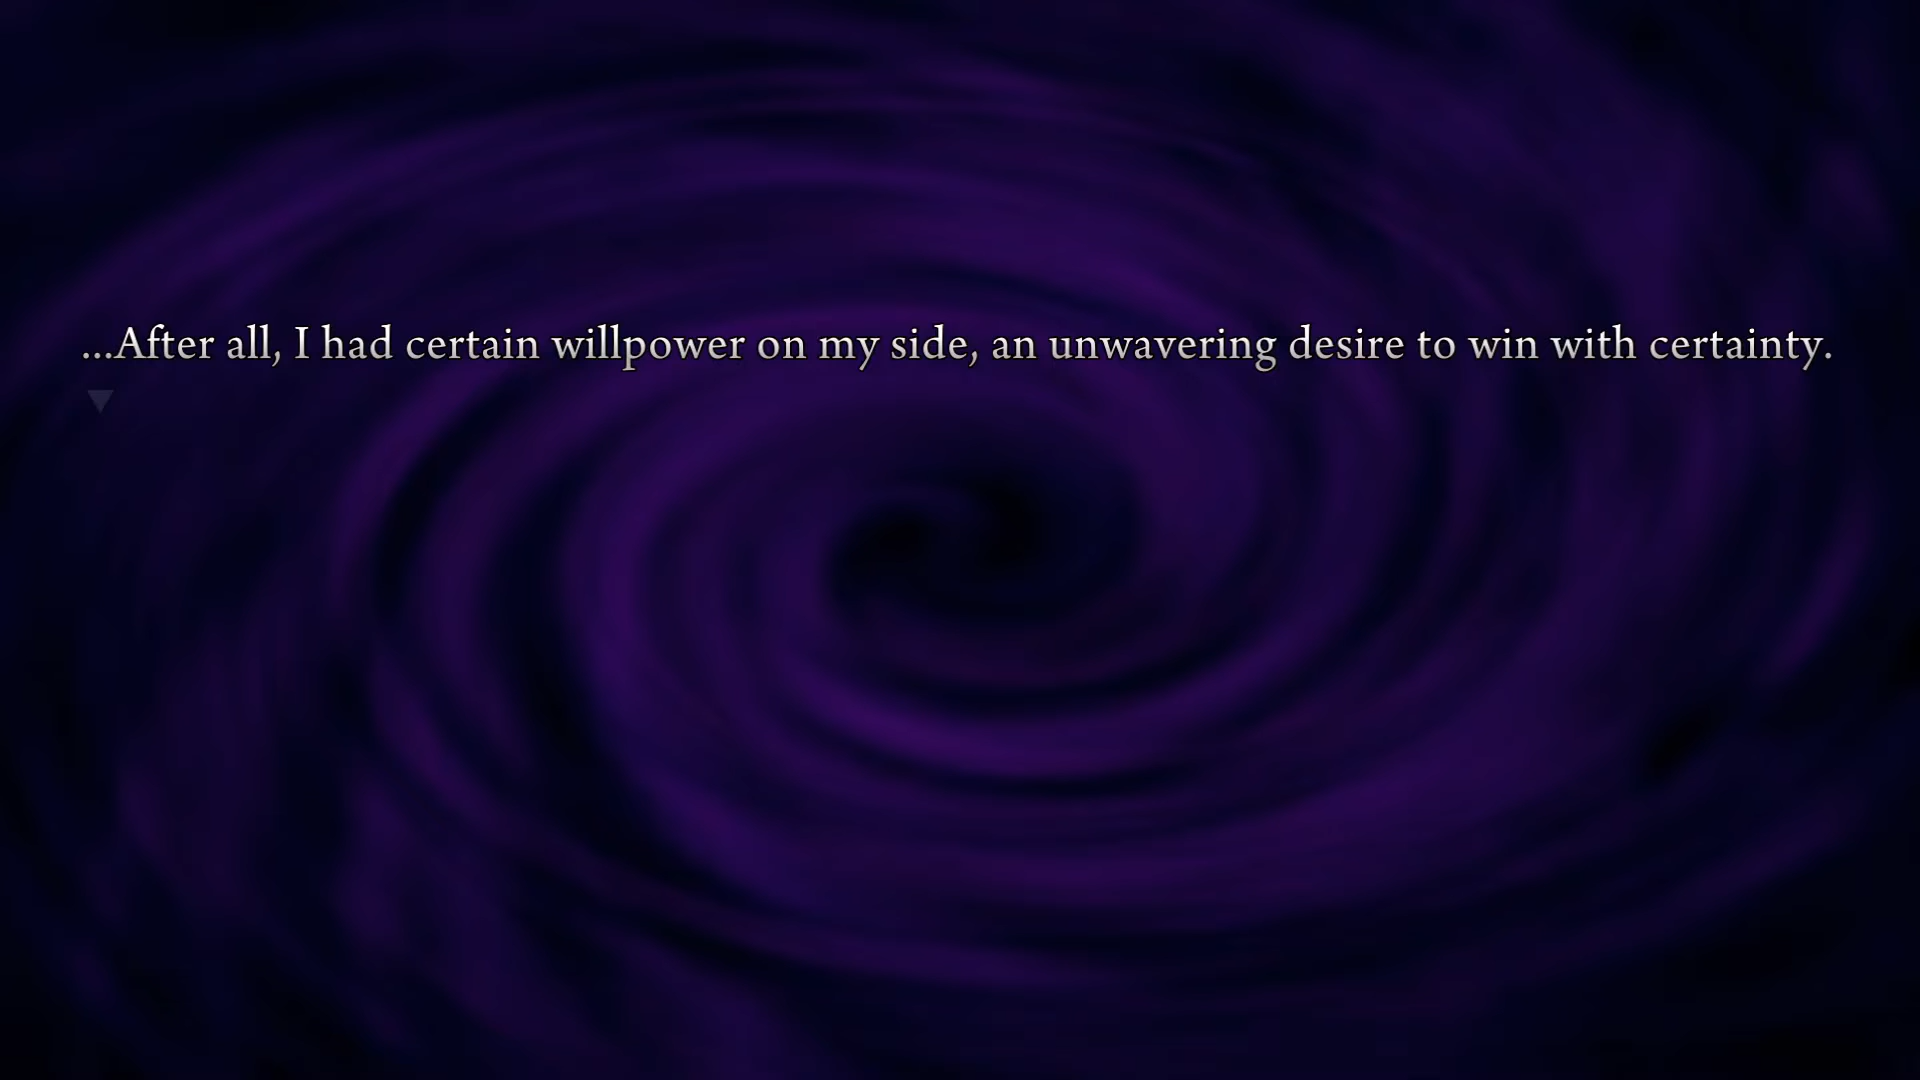 ...After all, I had certain willpower on my side, an unwavering desire to win with certainty.